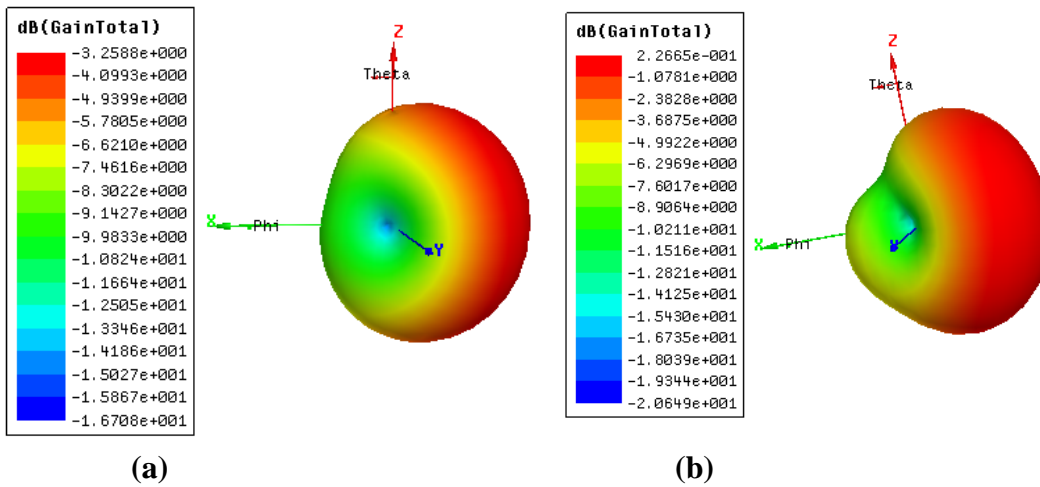 dB(GainTotal)
-3.2588e+000
-4.0993e+000
-4.9399e+000
-5.7805e+000
-6.6210e+000
-7.4616e+000
-8.3022e+000
-9.1427e+000
-9.9833e+000
-1.0824e+001
-1.1664e+001
-1.2505e+001
-1.3346e+001
-1.4186e+001
-1.5027e+001
-1.5867e+001
-1.6708e+001
Z
Theta
X
Phi
Y
(a)
dB(GainTotal)
2.2665e-001
-1.0781e+000
-2.3828e+000
-3.6875e+000
-4.9922e+000
-6.2969e+000
-7.6017e+000
-8.9064e+000
-1.0211e+001
-1.1516e+001
-1.2821e+001
-1.4125e+001
-1.5430e+001
-1.6735e+001
-1.8039e+001
-1.9344e+001
-2.0649e+001
Z
Theta
X
Phi
Y
(b)